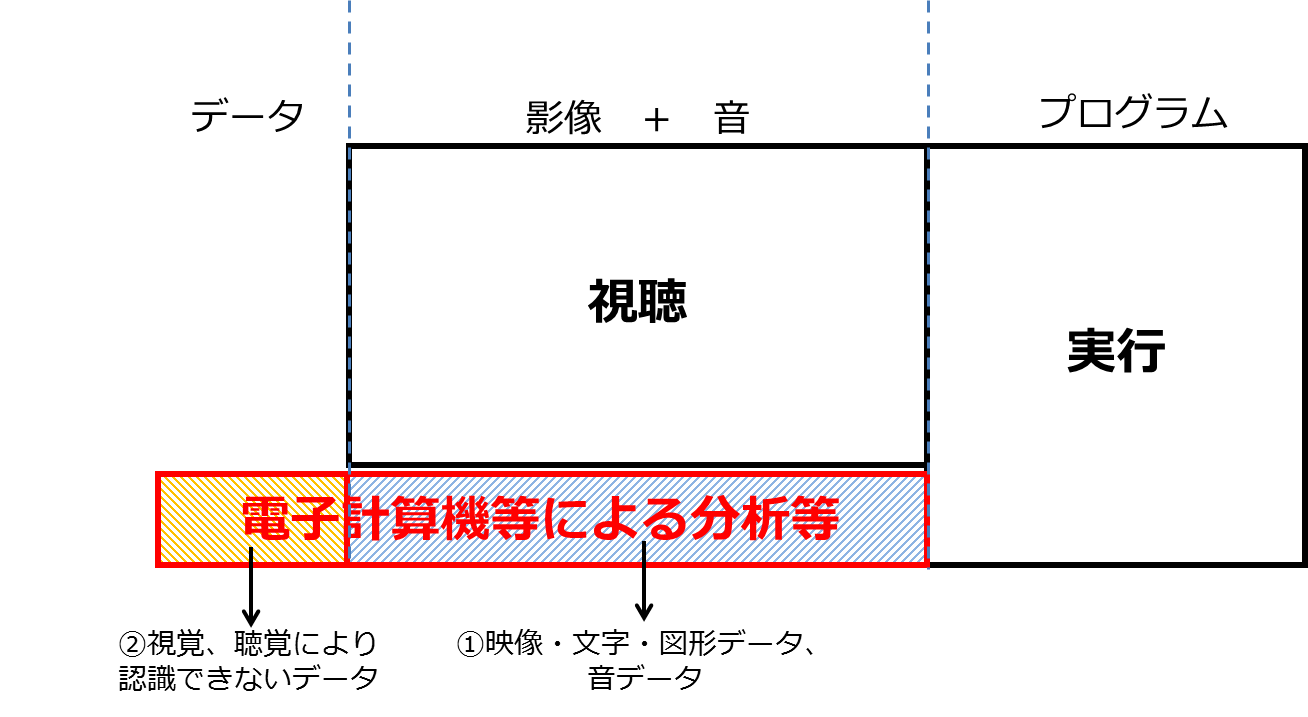 データ
影像 + 音
プログラム
視聴
実行
電子計算機等による分析等
②視覚、聴覚により
認識できないデータ
①映像・文字・図形データ、
音データ